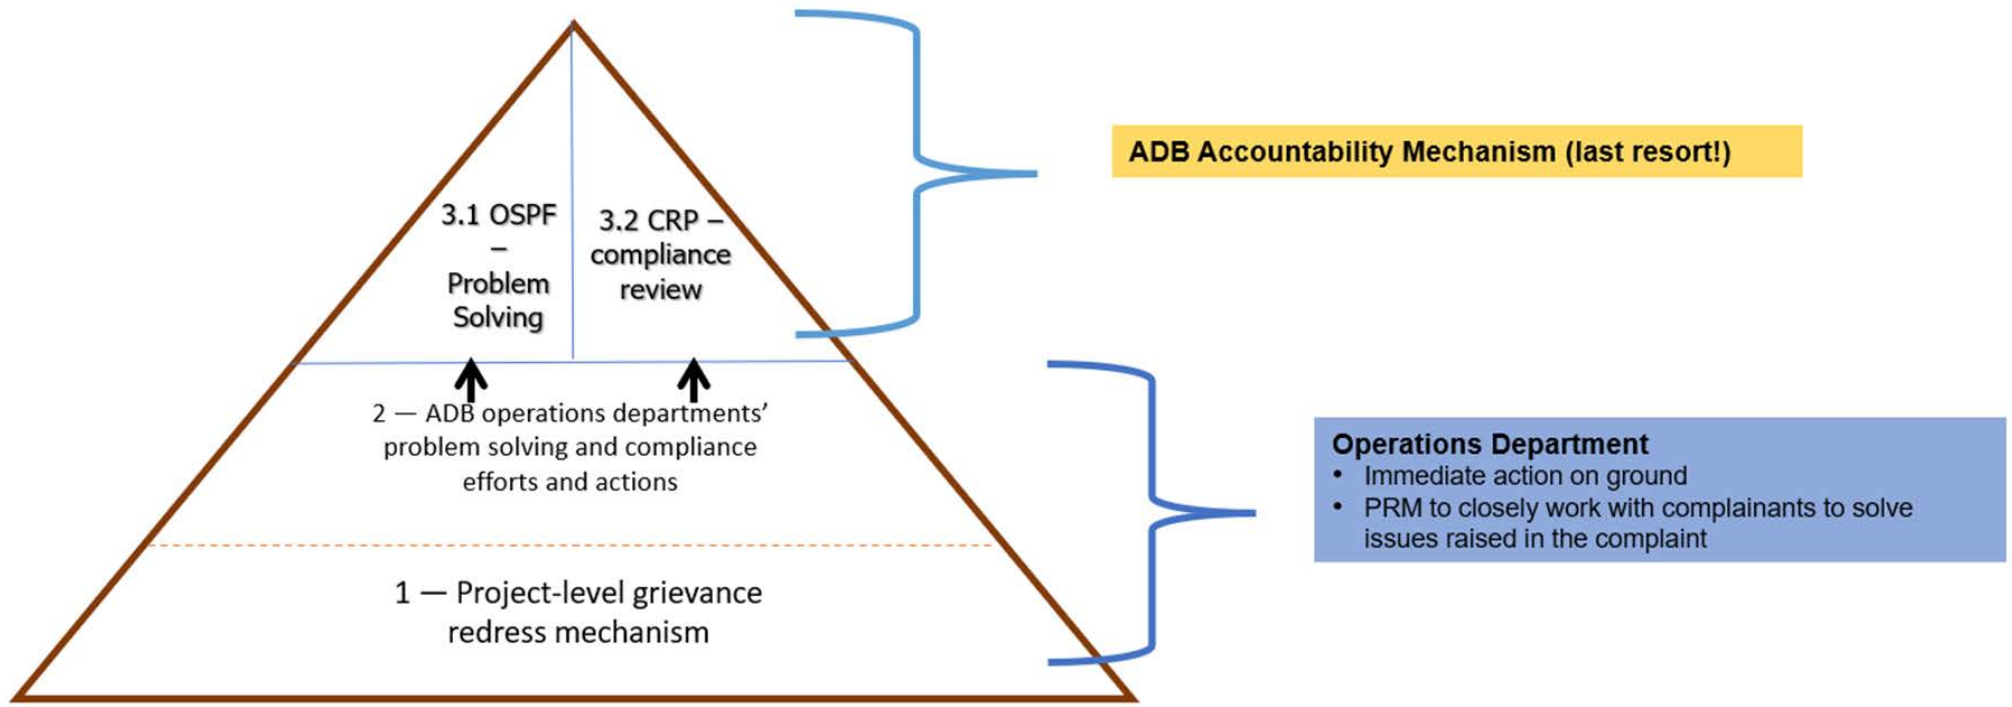 ADB Accountability Mechanism (last resort!)
3.1 OSPF
–
Problem
Solving
3.2 CRP –
compliance
review
2 — ADB operations departments’
problem solving and compliance
efforts and actions
Operations Department
• Immediate action on ground
• PRM to closely work with complainants to solve
issues raised in the complaint
1 — Project-level grievance
redress mechanism